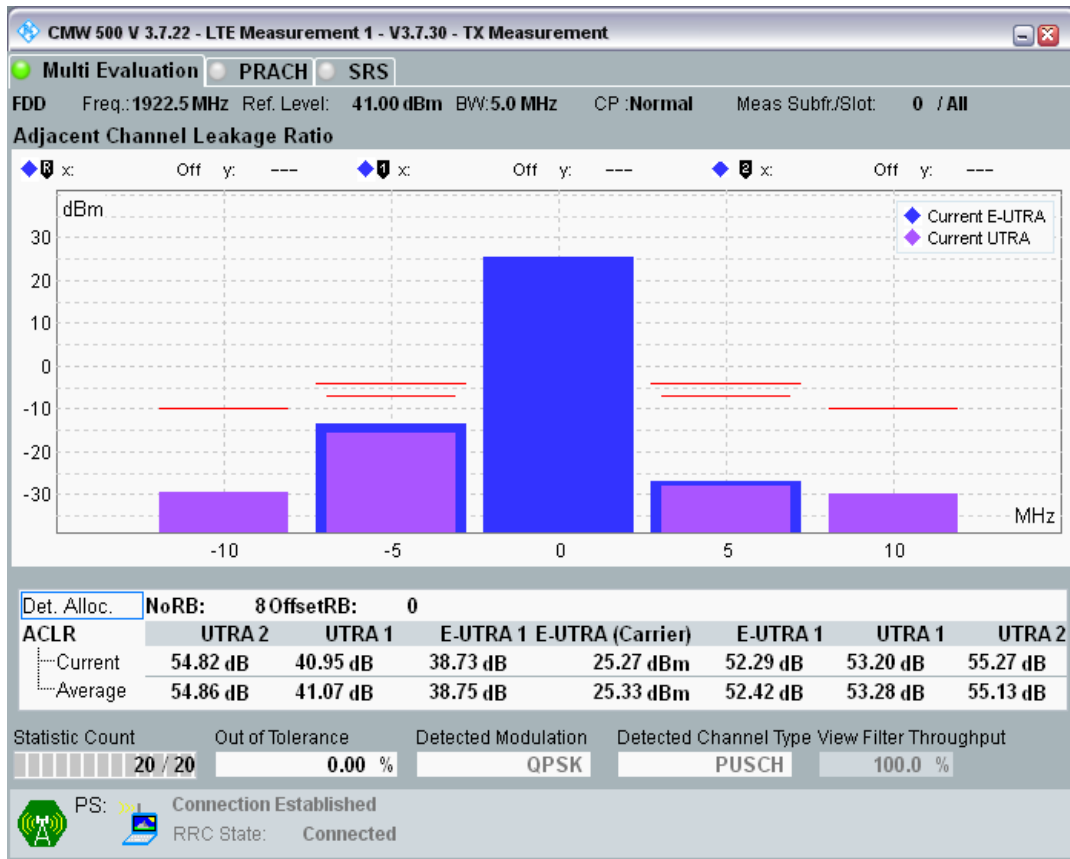 CMW 500 V 3.7.22 - LTE Measurement 1 - V3.7.30 - TX Measurement
Multi Evaluation PRACH SRS
FDD Freq.:1922.5 MHz Ref. Level: 41.00 dBm BW:5.0 MHz CP :Normal Meas Subfr./Slot: 0 / All
Adjacent Channel Leakage Ratio
R x: Off y: --- 1 x: Off y: --- 2 x: Off y: ---
dBm
Current E-UTRA
Current UTRA
30
20
10
0
-10
-20
-30
MHz
-10 -5 0 5 10
Det. Alloc. NoRB: 8 OffsetRB: 0
ACLR UTRA 2 UTRA 1 E-UTRA 1 E-UTRA (Carrier) E-UTRA 1 UTRA 1 UTRA 2
Current 54.82 dB 40.95 dB 38.73 dB 25.27 dBm 52.29 dB 53.20 dB 55.27 dB
Average 54.86 dB 41.07 dB 38.75 dB 25.33 dBm 52.42 dB 53.28 dB 55.13 dB
Statistic Count Out of Tolerance Detected Modulation Detected Channel Type View Filter Throughput
20 / 20 0.00 % QPSK PUSCH 100.0 %
PS: Connection Established
RRC State: Connected